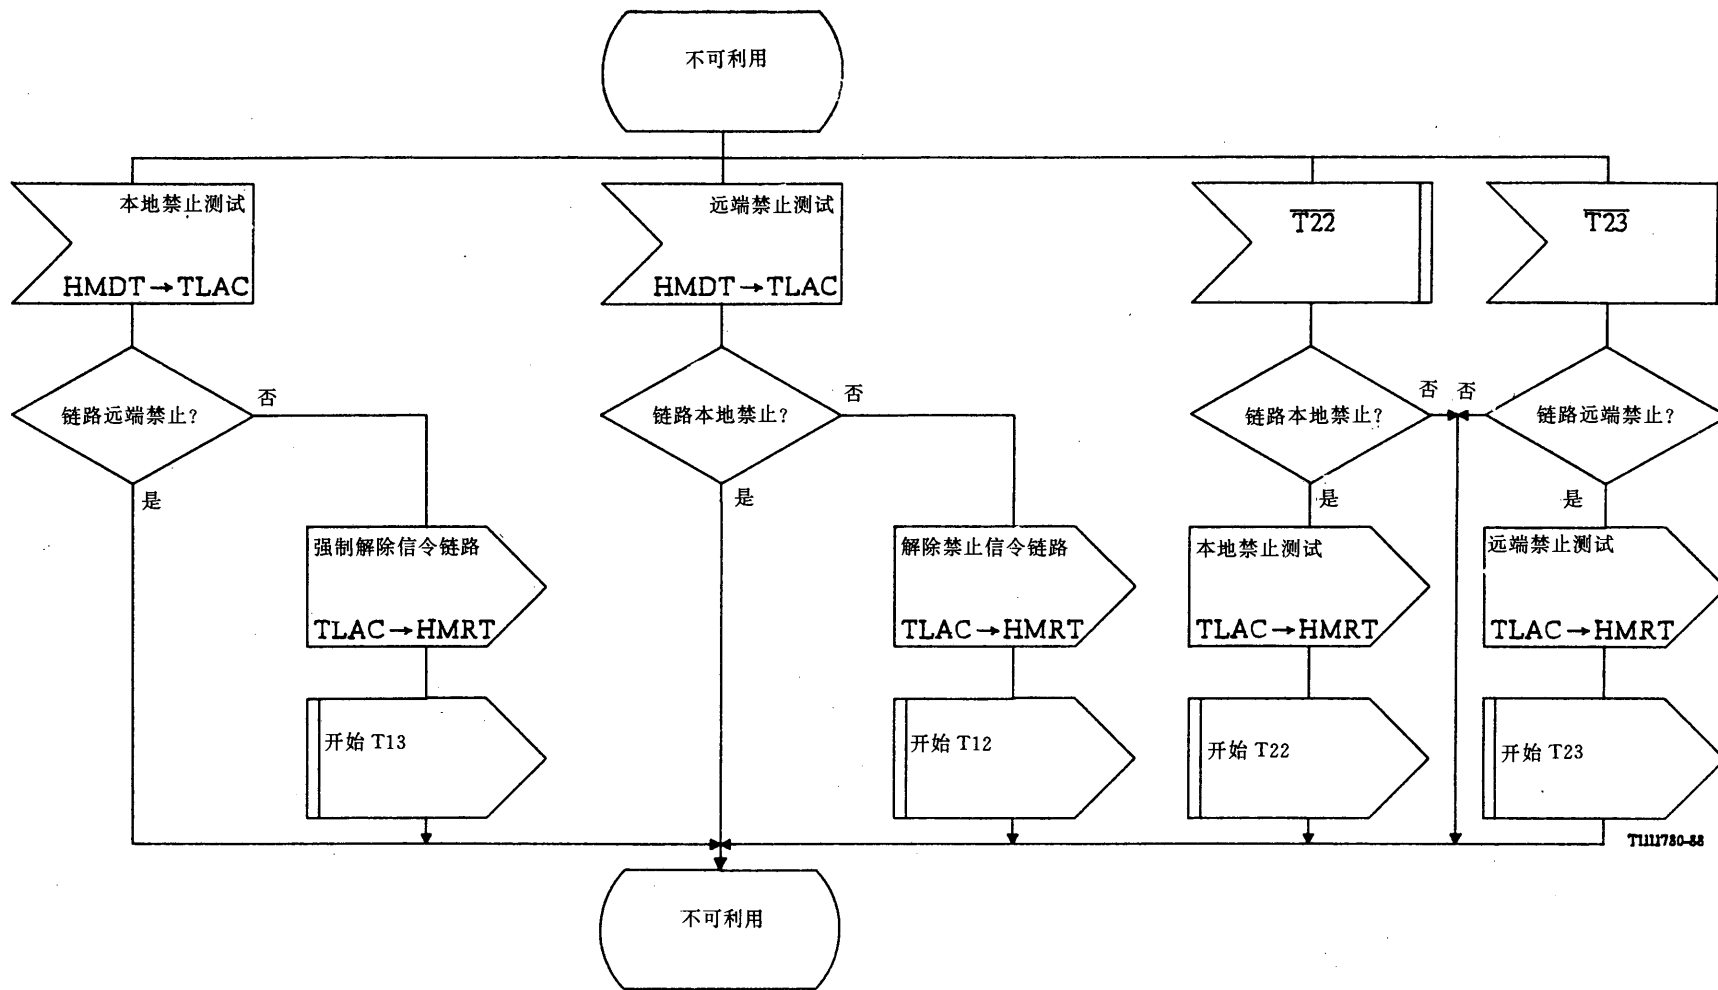 不可利用
本地禁止测试
HMDT→TLAC
远端禁止测试
HMDT→TLAC
T22
T23
链路远端禁止?
否
是
链路本地禁止?
否
是
链路本地禁止?
否
是
链路远端禁止?
否
是
强制解除信令链路
TLAC→HMRT
解除禁止信令链路
TLAC→HMRT
本地禁止测试
TLAC→HMRT
远端禁止测试
TLAC→HMRT
开始 T13
开始 T12
开始 T22
开始 T23
T1111730-88
不可利用